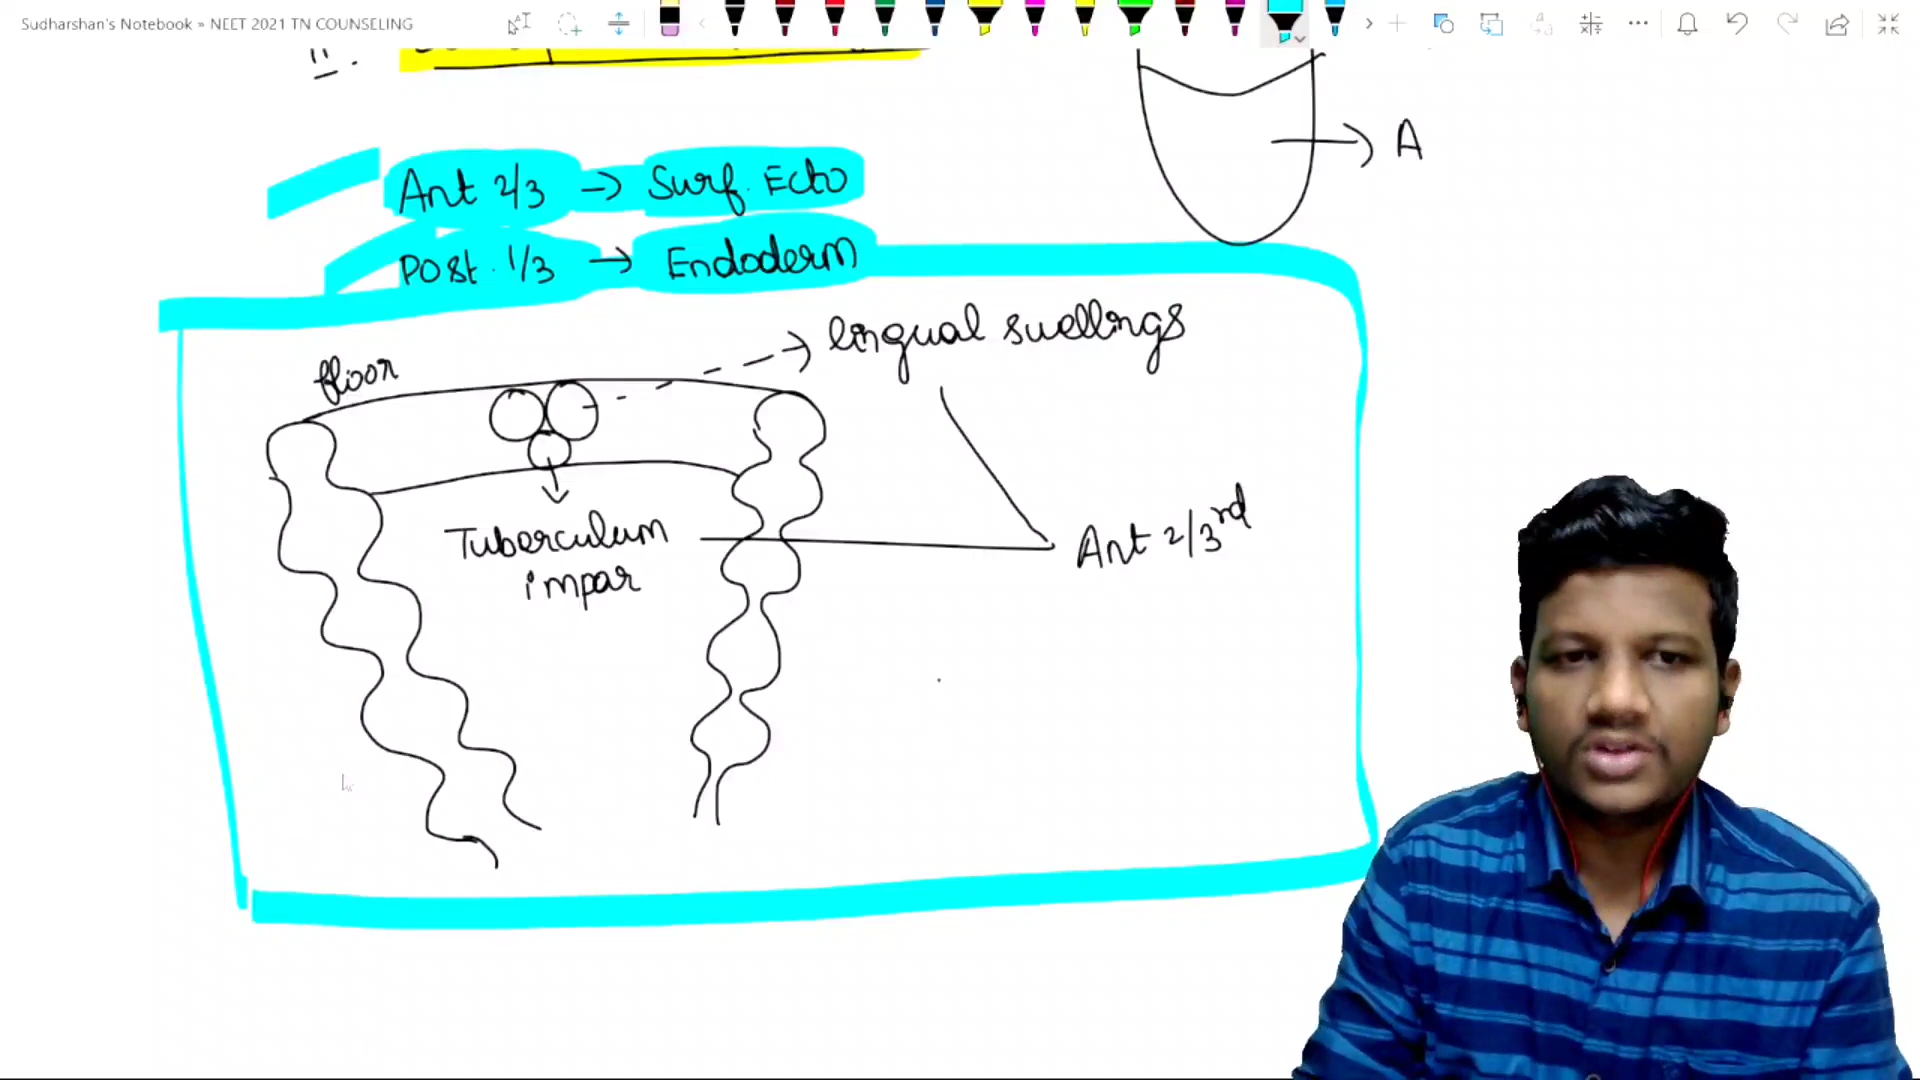 Sudharshan's Notebook » NEET 2021 TN COUNSELING
A
Ant 2/3 → Surf. Ecto
Post. 1/3 → Endoderm
lingual swellings
floor
Tuberculum
impar
Ant 2/3rd